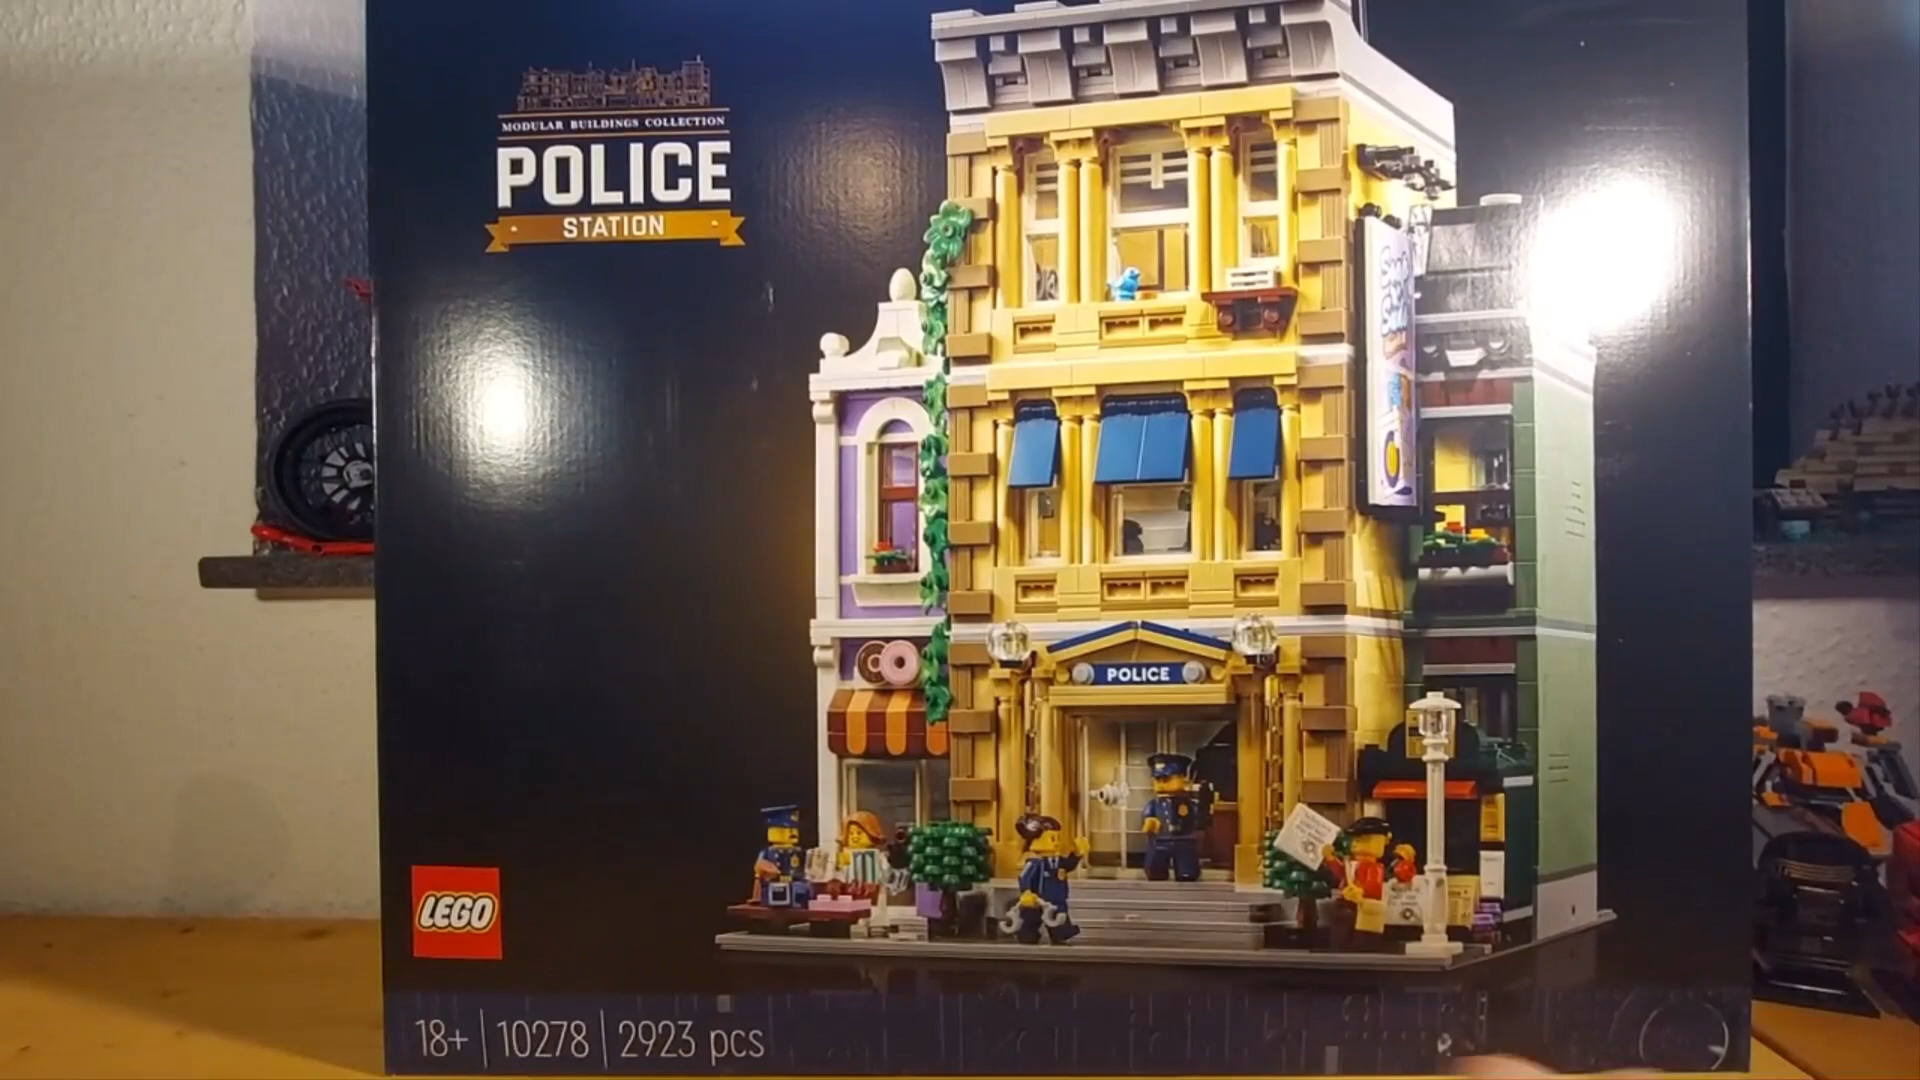 MODULAR BUILDINGS COLLECTION
POLICE
STATION
POLICE
LEGO
18+ | 10278 | 2923 pcs